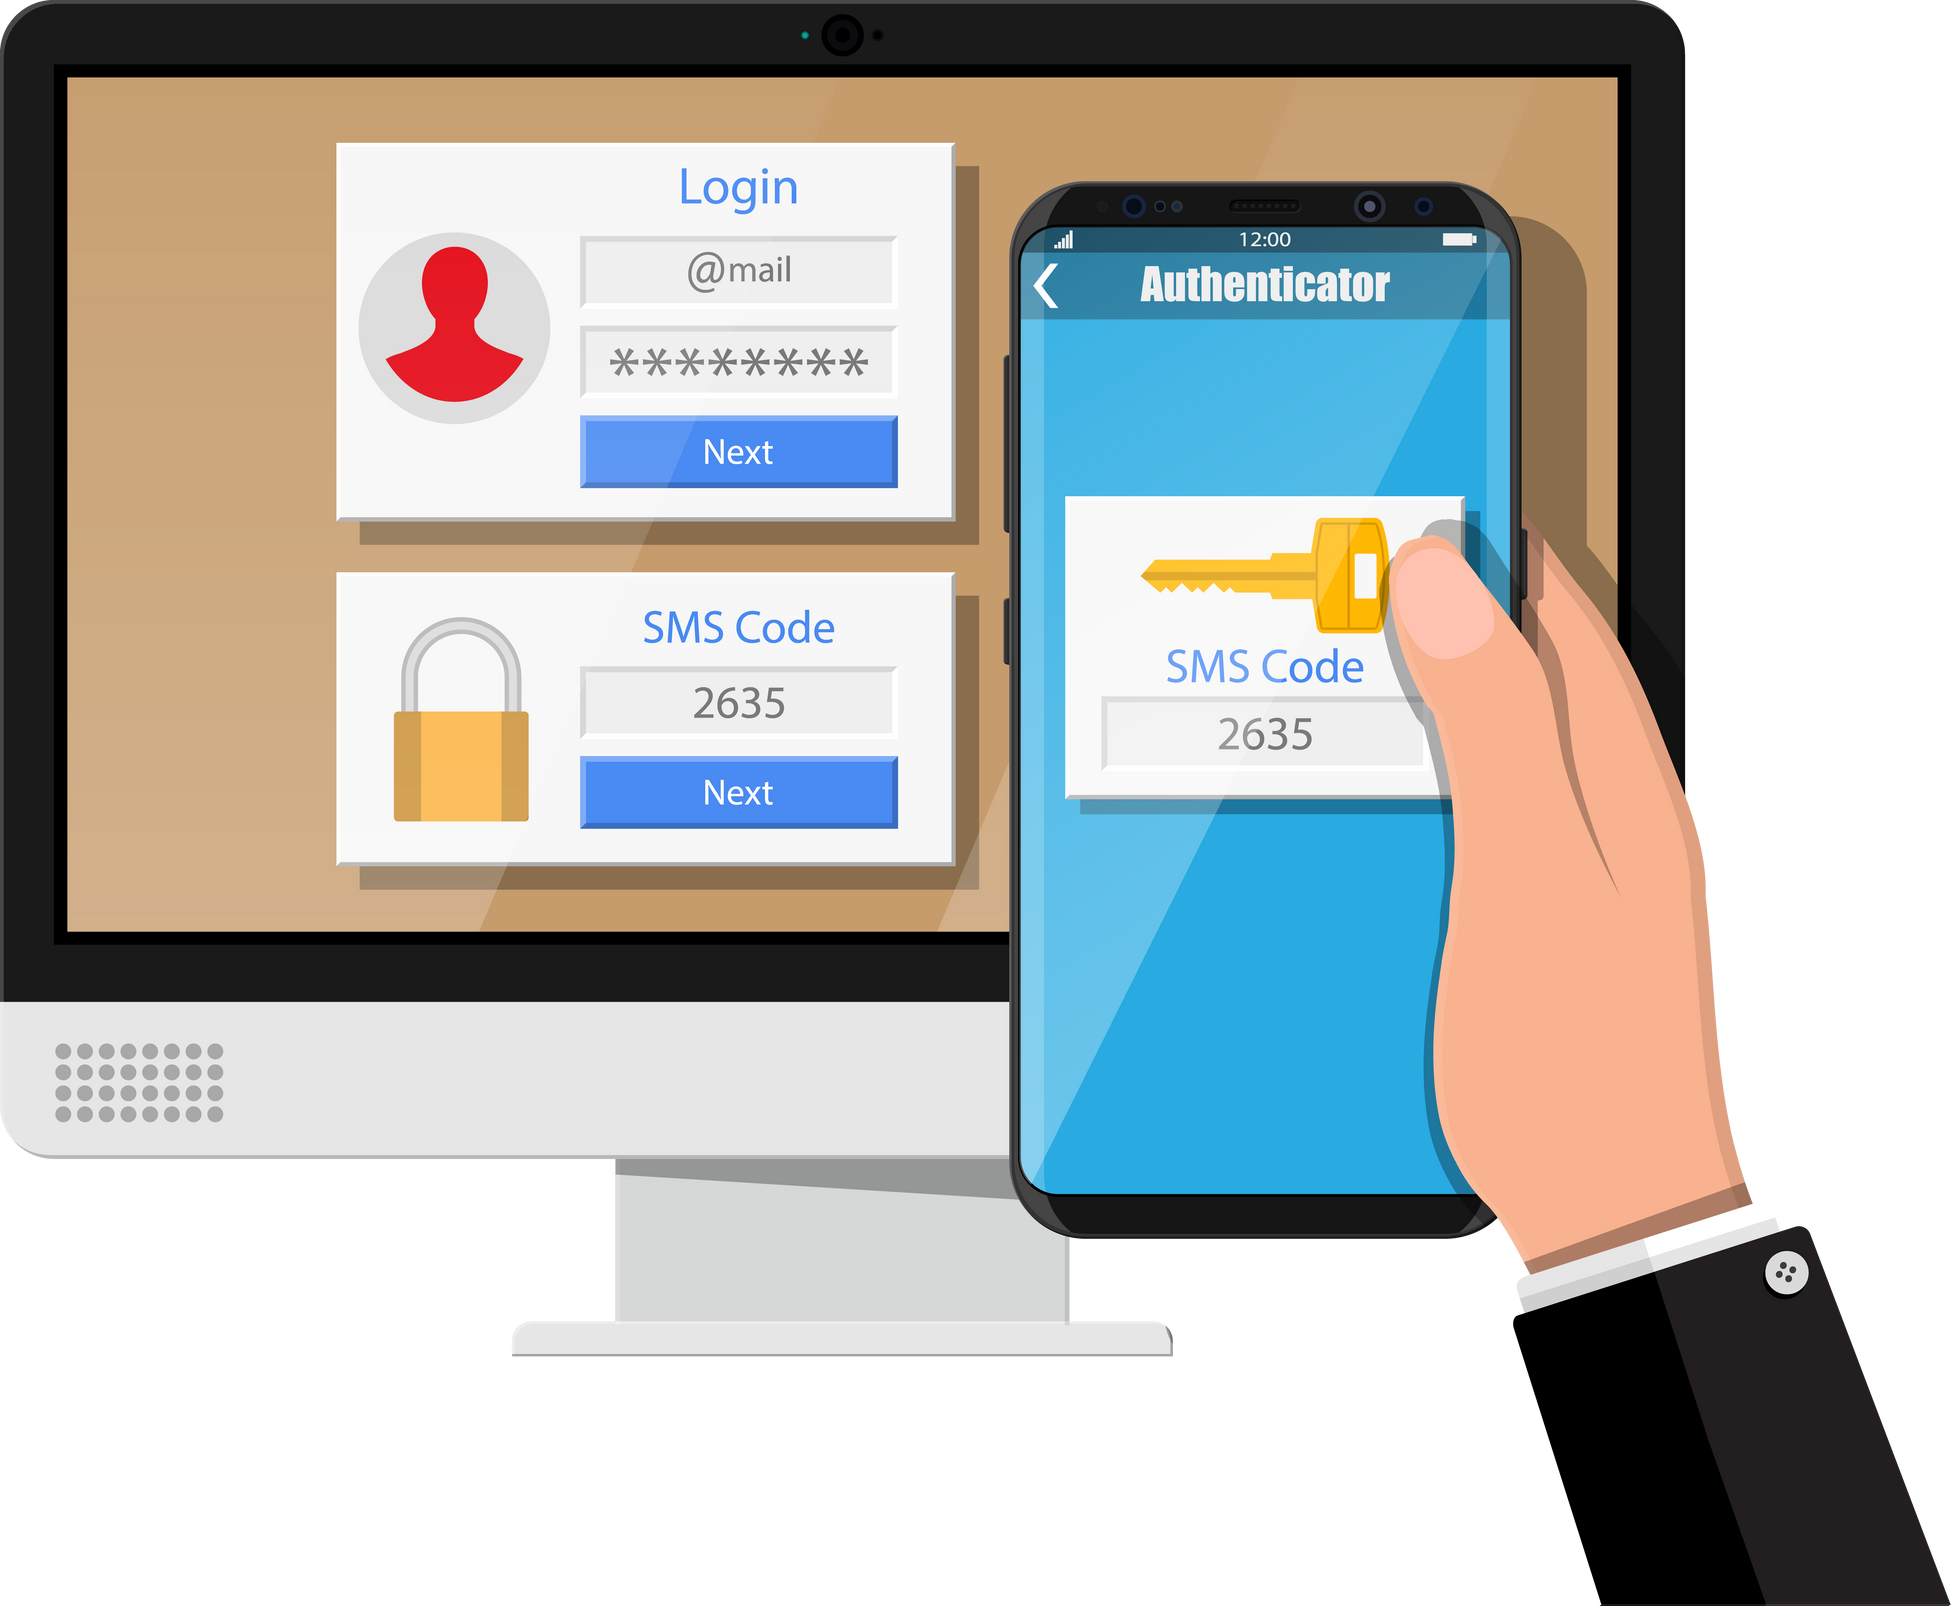 Login
@mail
********
Next
SMS Code
2635
Next
12:00
Authenticator
SMS Code
2635